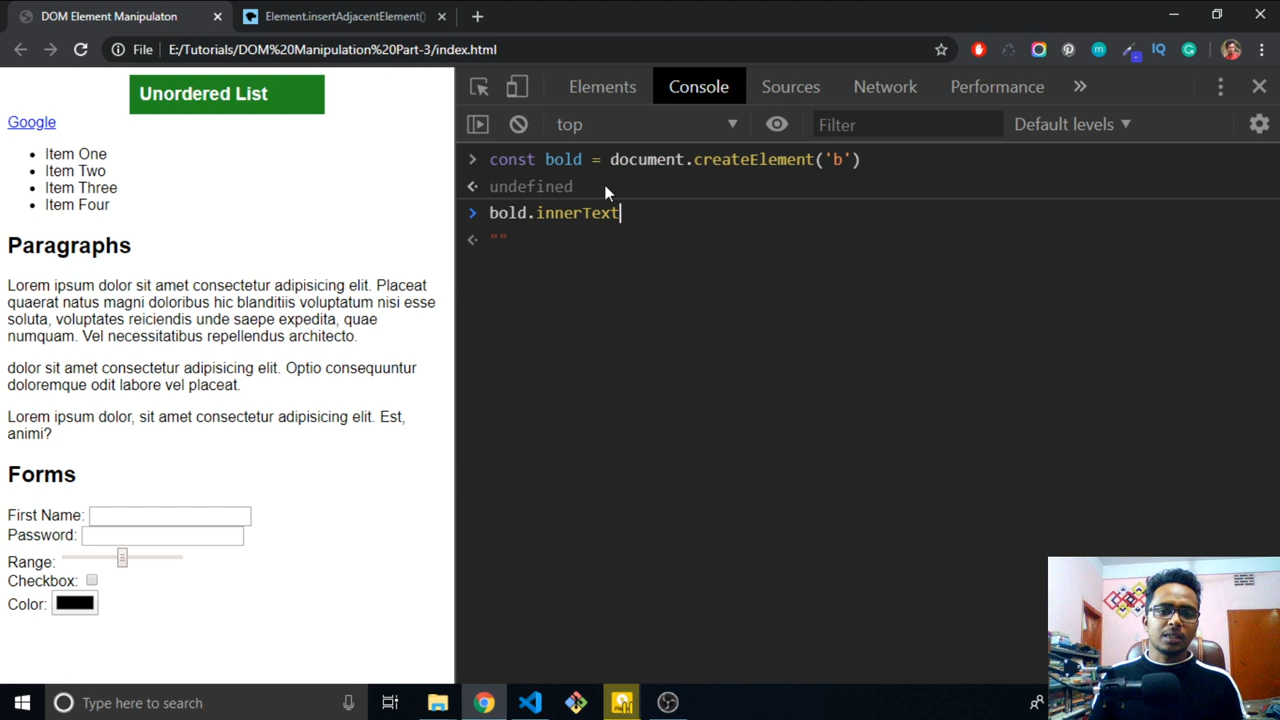 DOM Element Manipulaton
Element.insertAdjacentElement()
File
E:/Tutorials/DOM%20Manipulation%20Part-3/index.html
IQ
Unordered List
Google
Item One
Item Two
Item Three
Item Four
Paragraphs
Lorem ipsum dolor sit amet consectetur adipisicing elit. Placeat
quaerat natus magni doloribus hic blanditiis voluptatum nisi esse
soluta, voluptates reiciendis unde saepe expedita, quae
numquam. Vel necessitatibus repellendus architecto.
dolor sit amet consectetur adipisicing elit. Optio consequuntur
doloremque odit labore vel placeat.
Lorem ipsum dolor, sit amet consectetur adipisicing elit. Est,
animi?
Forms
First Name:
Password:
Range:
Checkbox:
Color:
Elements Console Sources Network Performance »
top Filter Default levels
> const bold = document.createElement('b')
undefined
> bold.innerText
""
Type here to search